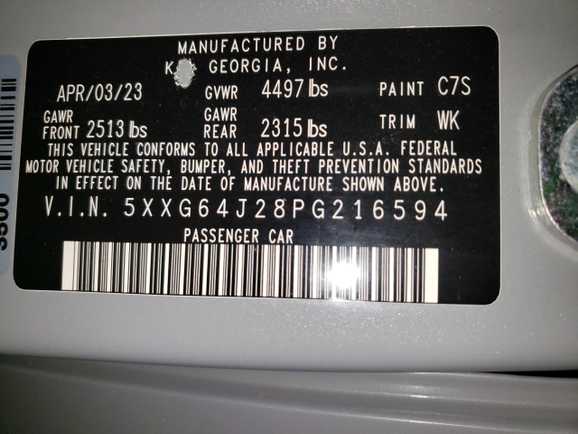 MANUFACTURED BY
GEORGIA, INC.
APR/03/23 GVWR 4497 lbs PAINT C7S
GAWR FRONT 2513 lbs GAWR REAR 2315 lbs TRIM WK
THIS VEHICLE CONFORMS TO ALL APPLICABLE U.S.A. FEDERAL
MOTOR VEHICLE SAFETY, BUMPER, AND THEFT PREVENTION STANDARDS
IN EFFECT ON THE DATE OF MANUFACTURE SHOWN ABOVE.
V.I.N. 5XXG64J28PG216594
PASSENGER CAR